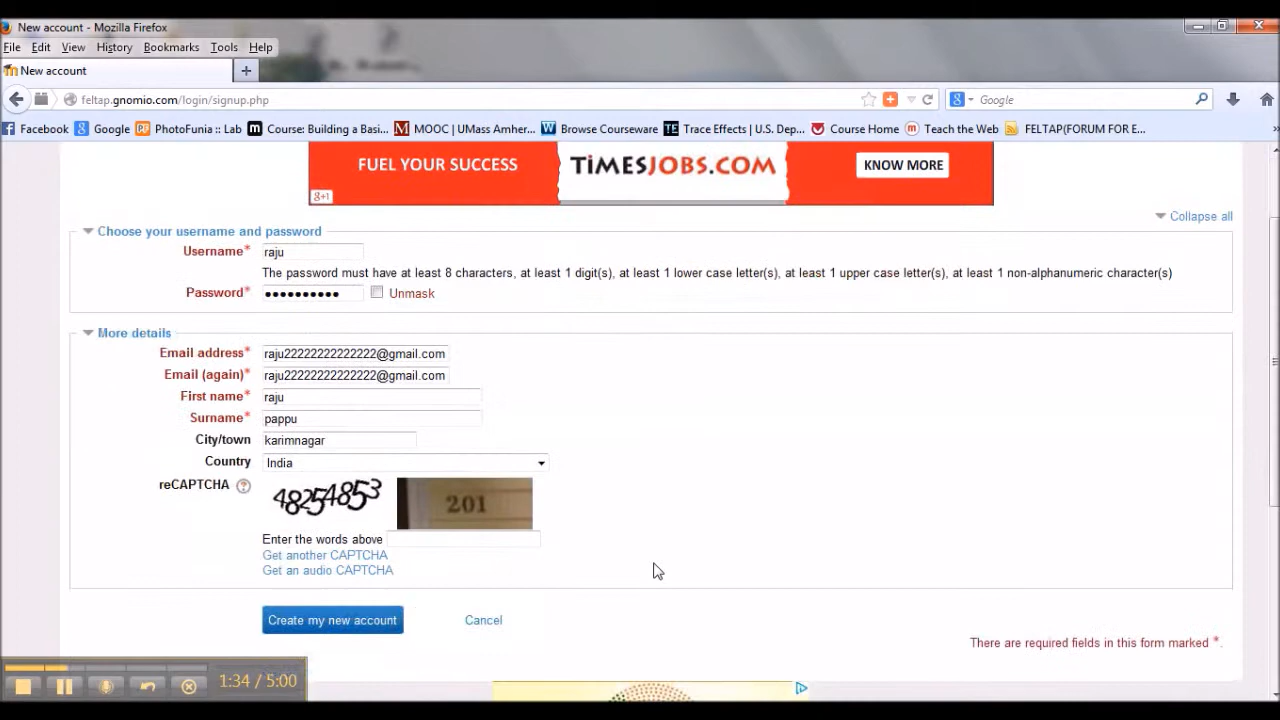 New account - Mozilla Firefox
File Edit View History Bookmarks Tools Help
New account
feltap.gnomio.com/login/signup.php
Google
Facebook Google PhotoFunia :: Lab Course: Building a Basi... MOOC | UMass Amher... Browse Courseware Trace Effects | U.S. Dep... Course Home Teach the Web FELTAP(FORUM FOR E...
FUEL YOUR SUCCESS TIMESJOBS.COM KNOW MORE
g+1
Collapse all
Choose your username and password
Username* raju
The password must have at least 8 characters, at least 1 digit(s), at least 1 lower case letter(s), at least 1 upper case letter(s), at least 1 non-alphanumeric character(s)
Password* ●●●●●●●●●● Unmask
More details
Email address* raju22222222222222@gmail.com
Email (again)* raju22222222222222@gmail.com
First name* raju
Surname* pappu
City/town karimnagar
Country India
reCAPTCHA 48254853 201
Enter the words above
Get another CAPTCHA
Get an audio CAPTCHA
Create my new account Cancel
There are required fields in this form marked *.
1:34 / 5:00